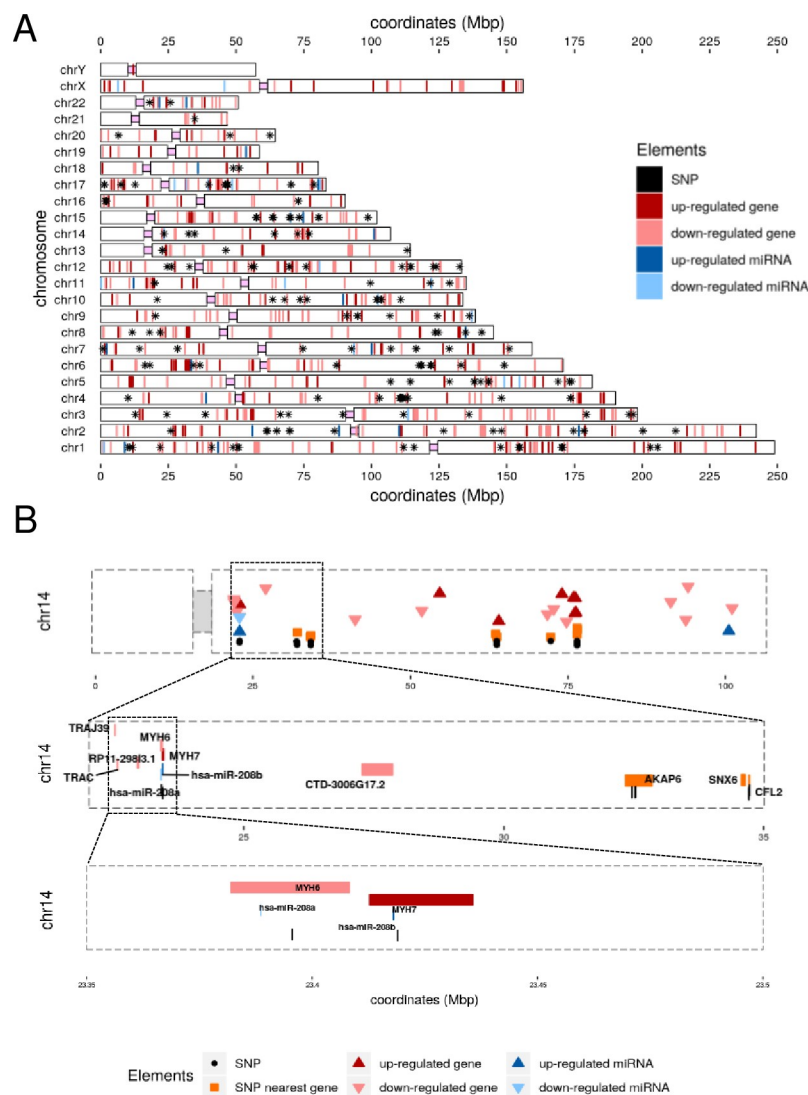 A
coordinates (Mbp)
0 25 50 75 100 125 150 175 200 225 250
chromosome
chrY
chrX
chr22
chr21
chr20
chr19
chr18
chr17
chr16
chr15
chr14
chr13
chr12
chr11
chr10
chr9
chr8
chr7
chr6
chr5
chr4
chr3
chr2
chr1
Elements
SNP
up-regulated gene
down-regulated gene
up-regulated miRNA
down-regulated miRNA
0 25 50 75 100 125 150 175 200 225 250
coordinates (Mbp)
B
chr14
0 25 50 75 100
chr14
TRAJ39
MYH6
RP11-298I3.1
MYH7
TRAC
hsa-miR-208b
hsa-miR-208a
CTD-3006G17.2
AKAP6
SNX6
CFL2
25 30 35
chr14
MYH6
hsa-miR-208a
MYH7
hsa-miR-208b
23.35 23.4 23.45 23.5
coordinates (Mbp)
Elements
SNP
up-regulated gene
up-regulated miRNA
SNP nearest gene
down-regulated gene
down-regulated miRNA